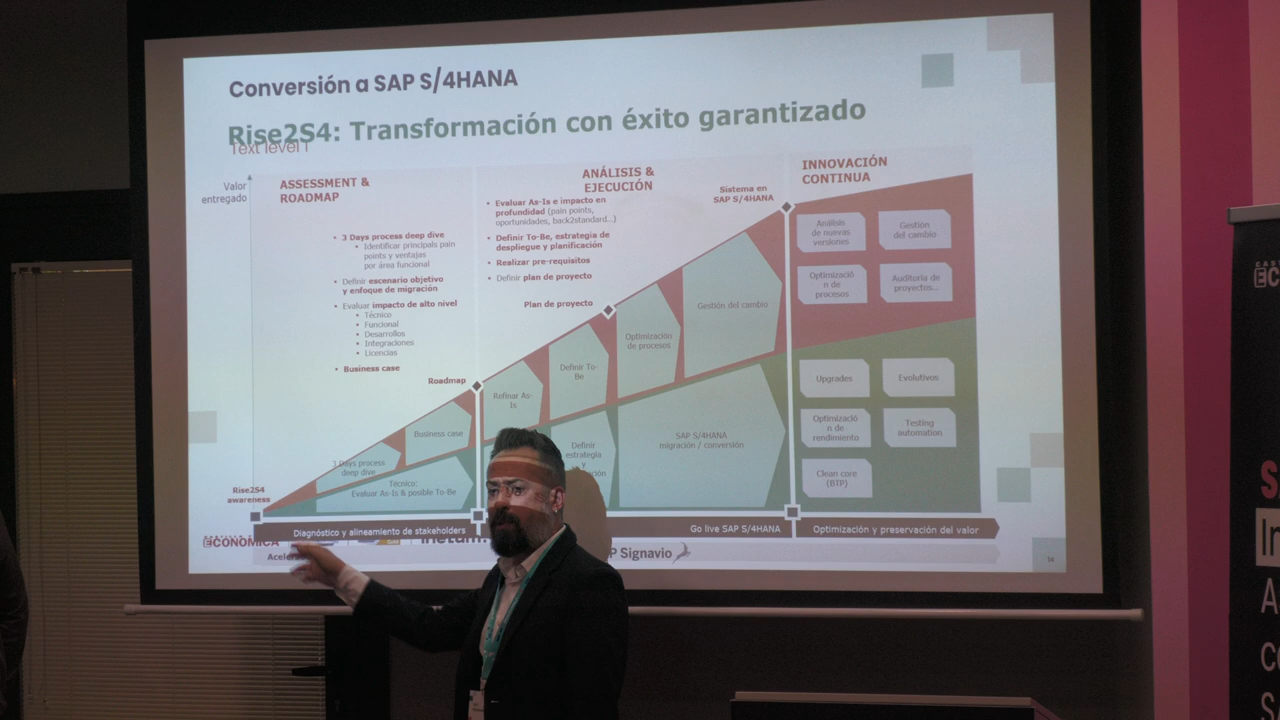 Conversión a SAP S/4HANA
Rise2S4: Transformación con éxito garantizado
Text level 1
Valor
entregado
ASSESSMENT &
ROADMAP
• 3 Days process deep dive
• Identificar principals pain
points y ventajas
por área funcional
• Definir escenario objetivo
y enfoque de migración
• Evaluar impacto de alto nivel
• Técnico
• Funcional
• Desarrollos
• Integraciones
• Licencias
• Business case
ANÁLISIS &
EJECUCIÓN
• Evaluar As-Is e impacto en
profundidad (pain points,
oportunidades, back2standard...)
• Definir To-Be, estrategia de
despliegue y planificación
• Realizar pre-requisitos
• Definir plan de proyecto
Sistema en
SAP S/4HANA
INNOVACIÓN
CONTINUA
Análisis
de nuevas
versiones
Gestión
del cambio
Optimizació
n de
procesos
Auditoria de
proyectos...
Plan de proyecto
Roadmap
Rise2S4
awareness
3 Days process
deep dive
Business case
Refinar As-
Is
Definir To-
Be
Optimización
de procesos
Gestión del cambio
Técnico:
Evaluar As-Is & posible To-Be
Definir
estrategia
y
SAP S/4HANA
migración / conversión
Upgrades
Evolutivos
Optimizació
n de
rendimiento
Testing
automation
Clean core
(BTP)
Diagnóstico y alineamiento de stakeholders
Go live SAP S/4HANA
Optimización y preservación del valor
ECONÓMICA
inetum.
P Signavio
14